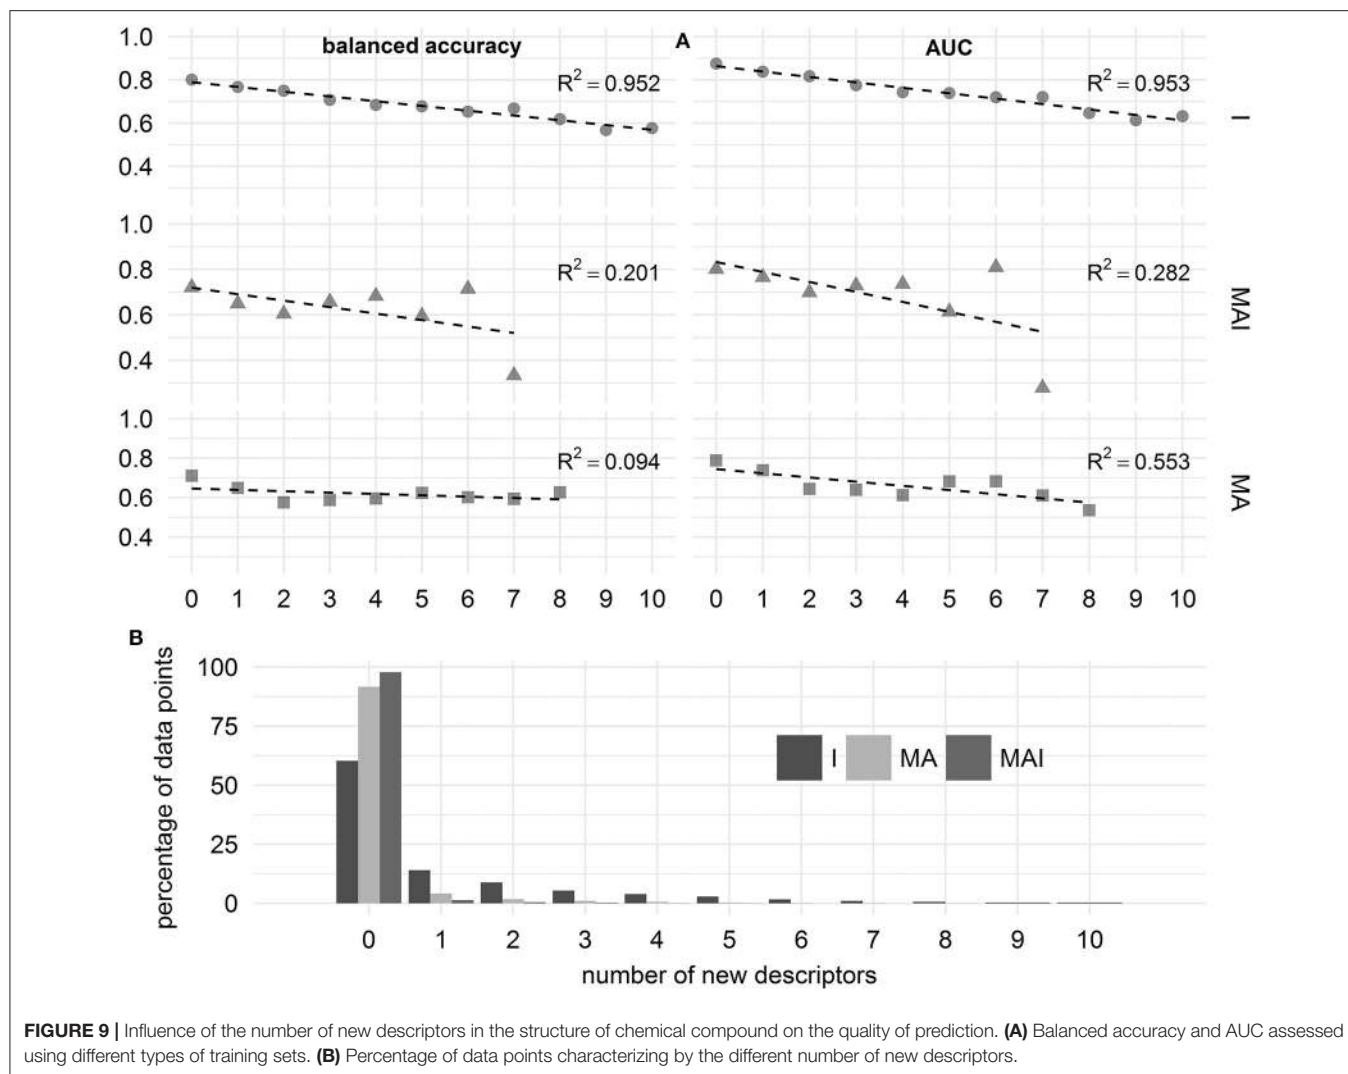 balanced accuracy A AUC
1.0
0.8
0.6
0.4
R² = 0.952
R² = 0.953
I
1.0
0.8
0.6
0.4
R² = 0.201
R² = 0.282
MAI
1.0
0.8
0.6
0.4
R² = 0.094
R² = 0.553
MA
0 1 2 3 4 5 6 7 8 9 10
0 1 2 3 4 5 6 7 8 9 10
B
percentage of data points
100
75
50
25
0
I MA MAI
0 1 2 3 4 5 6 7 8 9 10
number of new descriptors
FIGURE 9 | Influence of the number of new descriptors in the structure of chemical compound on the quality of prediction. (A) Balanced accuracy and AUC assessed
using different types of training sets. (B) Percentage of data points characterizing by the different number of new descriptors.